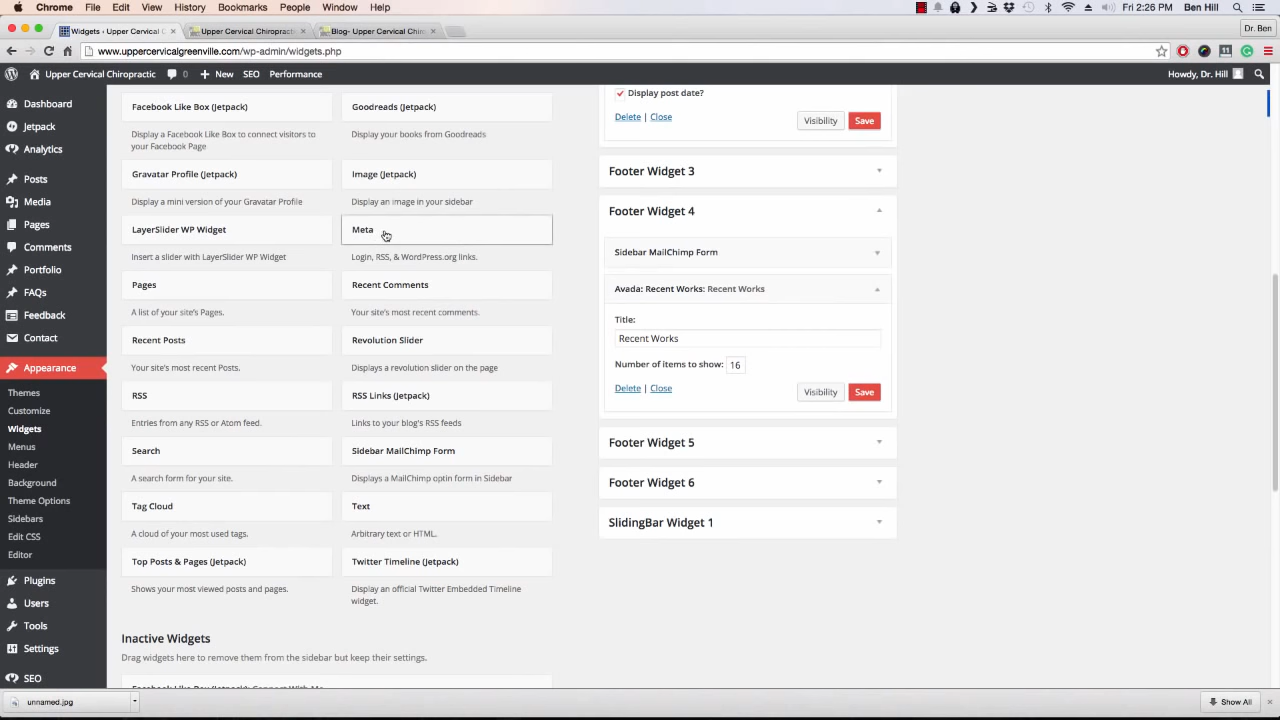 Chrome File Edit View History Bookmarks People Window Help
Fri 2:26 PM Ben Hill
Widgets ‹ Upper Cervical C
Upper Cervical Chiropractic
Blog- Upper Cervical Chiro
Dr. Ben
www.uppercervicalgreenville.com/wp-admin/widgets.php
Upper Cervical Chiropractic 0 New SEO Performance
Howdy, Dr. Hill
Dashboard
Jetpack
Analytics
Posts
Media
Pages
Comments
Portfolio
FAQs
Feedback
Contact
Appearance
Themes
Customize
Widgets
Menus
Header
Background
Theme Options
Sidebars
Edit CSS
Editor
Plugins
Users
Tools
Settings
SEO
Facebook Like Box (Jetpack)
Display a Facebook Like Box to connect visitors to
your Facebook Page
Goodreads (Jetpack)
Display your books from Goodreads
Gravatar Profile (Jetpack)
Display a mini version of your Gravatar Profile
Image (Jetpack)
Display an image in your sidebar
LayerSlider WP Widget
Insert a slider with LayerSlider WP Widget
Meta
Login, RSS, & WordPress.org links.
Pages
A list of your site's Pages.
Recent Comments
Your site's most recent comments.
Recent Posts
Your site's most recent Posts.
Revolution Slider
Displays a revolution slider on the page
RSS
Entries from any RSS or Atom feed.
RSS Links (Jetpack)
Links to your blog's RSS feeds
Search
A search form for your site.
Sidebar MailChimp Form
Displays a MailChimp optin form in Sidebar
Tag Cloud
A cloud of your most used tags.
Text
Arbitrary text or HTML.
Top Posts & Pages (Jetpack)
Shows your most viewed posts and pages.
Twitter Timeline (Jetpack)
Display an official Twitter Embedded Timeline
widget.
Inactive Widgets
Drag widgets here to remove them from the sidebar but keep their settings.
Facebook Like Box (Jetpack): Connect With Me
Display post date?
Delete | Close
Visibility Save
Footer Widget 3
Footer Widget 4
Sidebar MailChimp Form
Avada: Recent Works: Recent Works
Title:
Recent Works
Number of items to show: 16
Delete | Close
Visibility Save
Footer Widget 5
Footer Widget 6
SlidingBar Widget 1
unnamed.jpg
Show All